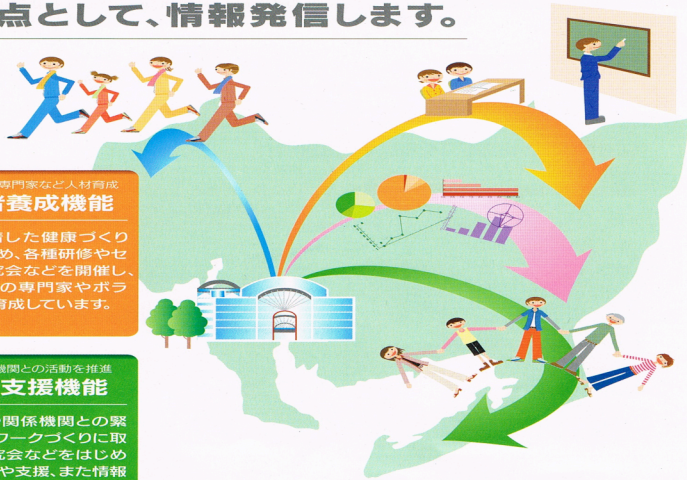 点として、情報発信します。
専門家など人材育成
養成機能
した健康づくり
め、各種研修やセ
会などを開催し、
の専門家やボラ
育成しています。
機関との活動を推進
支援機能
関係機関との緊
ワークづくりに取
会などをはじめ
や支援、また情報